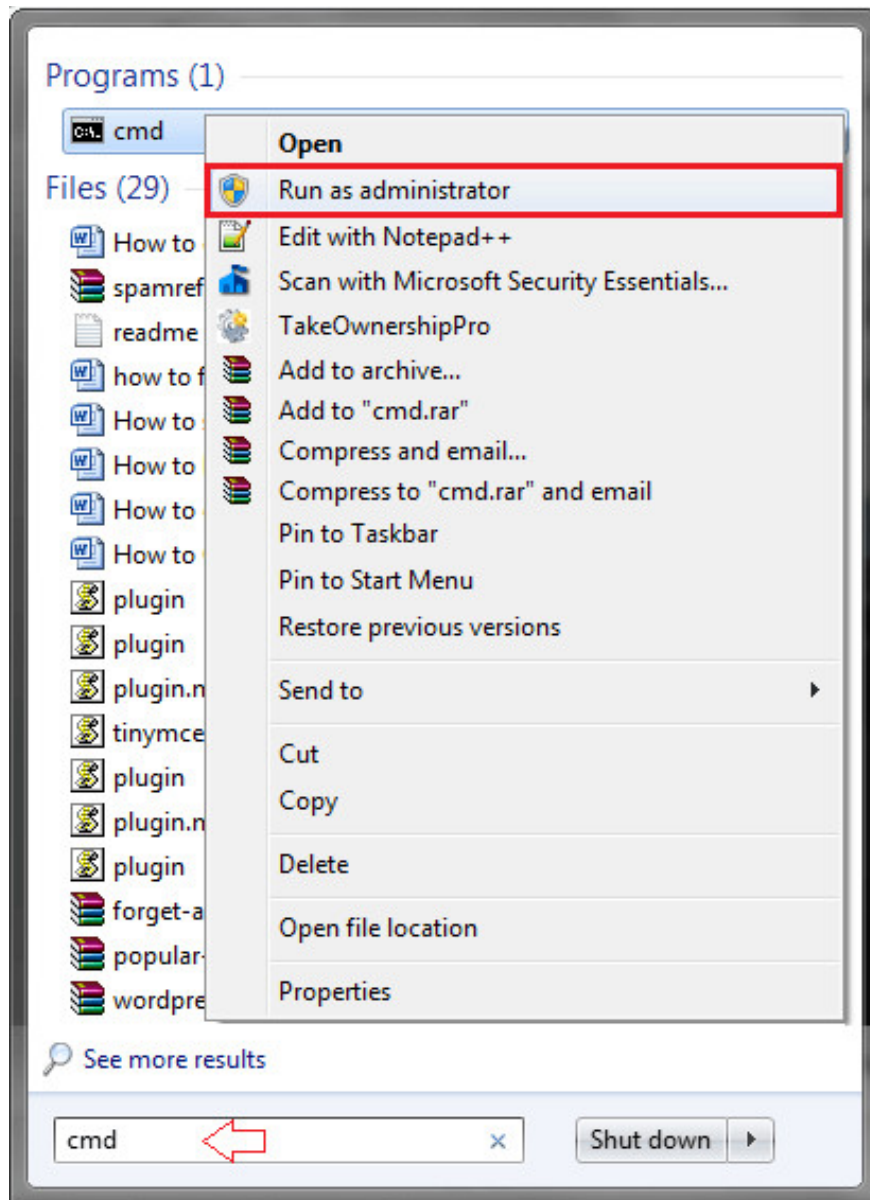 Programs (1)
cmd
Open
Files (29)
Run as administrator
How to
Edit with Notepad++
spamref
Scan with Microsoft Security Essentials...
readme
TakeOwnershipPro
how to f
Add to archive...
How to
Add to "cmd.rar"
How to
Compress and email...
How to
Compress to "cmd.rar" and email
How to
Pin to Taskbar
plugin
Pin to Start Menu
plugin
Restore previous versions
plugin.n
Send to
tinymce
Cut
plugin
Copy
plugin.n
plugin
Delete
forget-a
Open file location
popular-
wordpre
Properties
See more results
cmd
Shut down